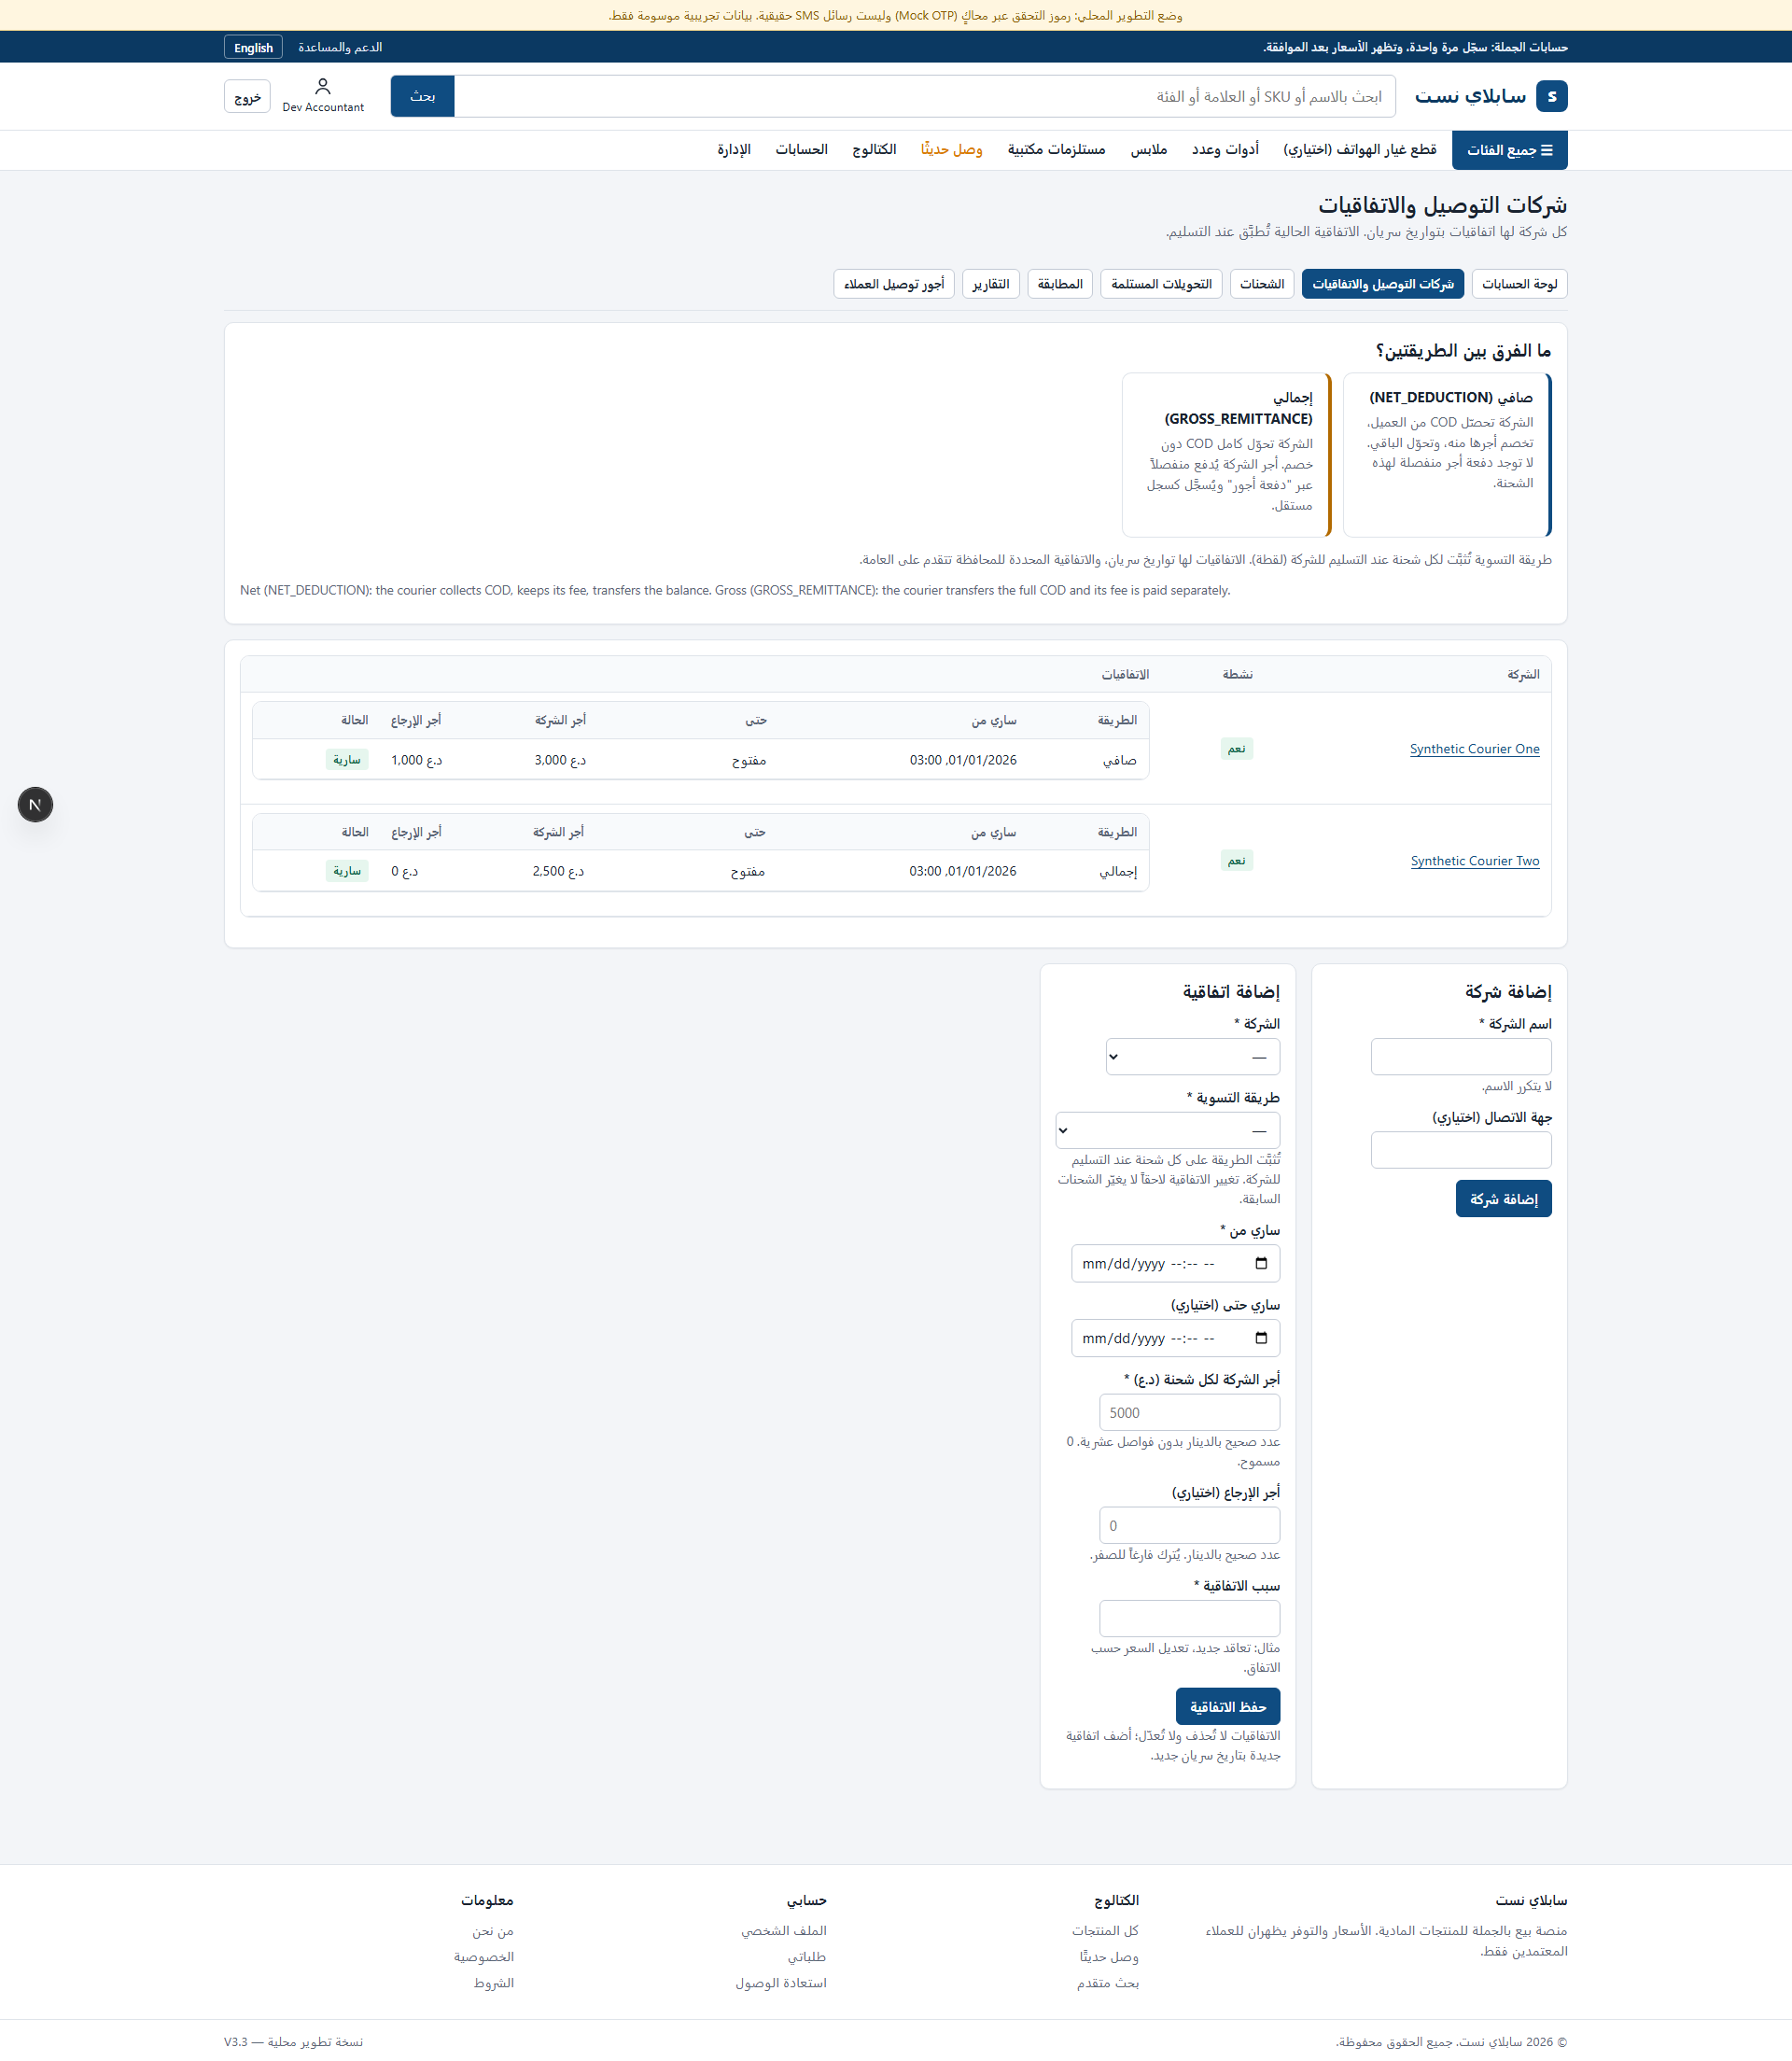 وضع التطوير المحلي: رموز التحقق عبر محاكٍ (Mock OTP) وليست رسائل SMS حقيقية. بيانات تجريبية موسومة فقط.
حسابات الجملة: سجّل مرة واحدة، وتظهر الأسعار بعد الموافقة.
الدعم والمساعدة
English
S
سابلاي نست
ابحث بالاسم أو SKU أو العلامة أو الفئة
بحث
Dev Accountant
خروج
☰ جميع الفئات
قطع غيار الهواتف (اختياري)
أدوات وعدد
ملابس
مستلزمات مكتبية
وصل حديثًا
الكتالوج
الحسابات
الإدارة
شركات التوصيل والاتفاقيات
كل شركة لها اتفاقيات بتواريخ سريان. الاتفاقية الحالية تُطبَّق عند التسليم.
لوحة الحسابات
شركات التوصيل والاتفاقيات
الشحنات
التحويلات المستلمة
المطابقة
التقارير
أجور توصيل العملاء
ما الفرق بين الطريقتين؟
صافي (NET_DEDUCTION)
الشركة تحصّل COD من العميل،
تخصم أجرها منه، وتحوّل الباقي.
لا توجد دفعة أجر منفصلة لهذه
الشحنة.
إجمالي
(GROSS_REMITTANCE)
الشركة تحوّل كامل COD دون
خصم. أجر الشركة يُدفع منفصلاً
عبر "دفعة أجور" ويُسجَّل كسجل
مستقل.
طريقة التسوية تُثبَّت لكل شحنة عند التسليم للشركة (لقطة). الاتفاقيات لها تواريخ سريان، والاتفاقية المحددة للمحافظة تتقدم على العامة.
Net (NET_DEDUCTION): the courier collects COD, keeps its fee, transfers the balance. Gross (GROSS_REMITTANCE): the courier transfers the full COD and its fee is paid separately.
الشركة نشطة الاتفاقيات
الطريقة ساري من حتى أجر الشركة أجر الإرجاع الحالة
Synthetic Courier One نعم صافي 01/01/2026, 03:00 مفتوح د.ع 3,000 د.ع 1,000 سارية
الطريقة ساري من حتى أجر الشركة أجر الإرجاع الحالة
Synthetic Courier Two نعم إجمالي 01/01/2026, 03:00 مفتوح د.ع 2,500 د.ع 0 سارية
إضافة شركة
اسم الشركة *
لا يتكرر الاسم.
جهة الاتصال (اختياري)
إضافة شركة
إضافة اتفاقية
الشركة *
—
طريقة التسوية *
—
تُثبَّت الطريقة على كل شحنة عند التسليم
للشركة. تغيير الاتفاقية لاحقاً لا يغيّر الشحنات
السابقة.
ساري من *
mm/dd/yyyy --:-- --
ساري حتى (اختياري)
mm/dd/yyyy --:-- --
أجر الشركة لكل شحنة (د.ع) *
5000
عدد صحيح بالدينار بدون فواصل عشرية. 0
مسموح.
أجر الإرجاع (اختياري)
0
عدد صحيح بالدينار. يُترك فارغاً للصفر.
سبب الاتفاقية *
مثال: تعاقد جديد، تعديل السعر حسب
الاتفاق.
حفظ الاتفاقية
الاتفاقيات لا تُحذف ولا تُعدّل؛ أضف اتفاقية
جديدة بتاريخ سريان جديد.
N
سابلاي نست
منصة بيع بالجملة للمنتجات المادية. الأسعار والتوفر يظهران للعملاء
المعتمدين فقط.
الكتالوج
كل المنتجات
وصل حديثًا
بحث متقدم
حسابي
الملف الشخصي
طلباتي
استعادة الوصول
معلومات
من نحن
الخصوصية
الشروط
© 2026 سابلاي نست. جميع الحقوق محفوظة.
نسخة تطوير محلية — V3.3